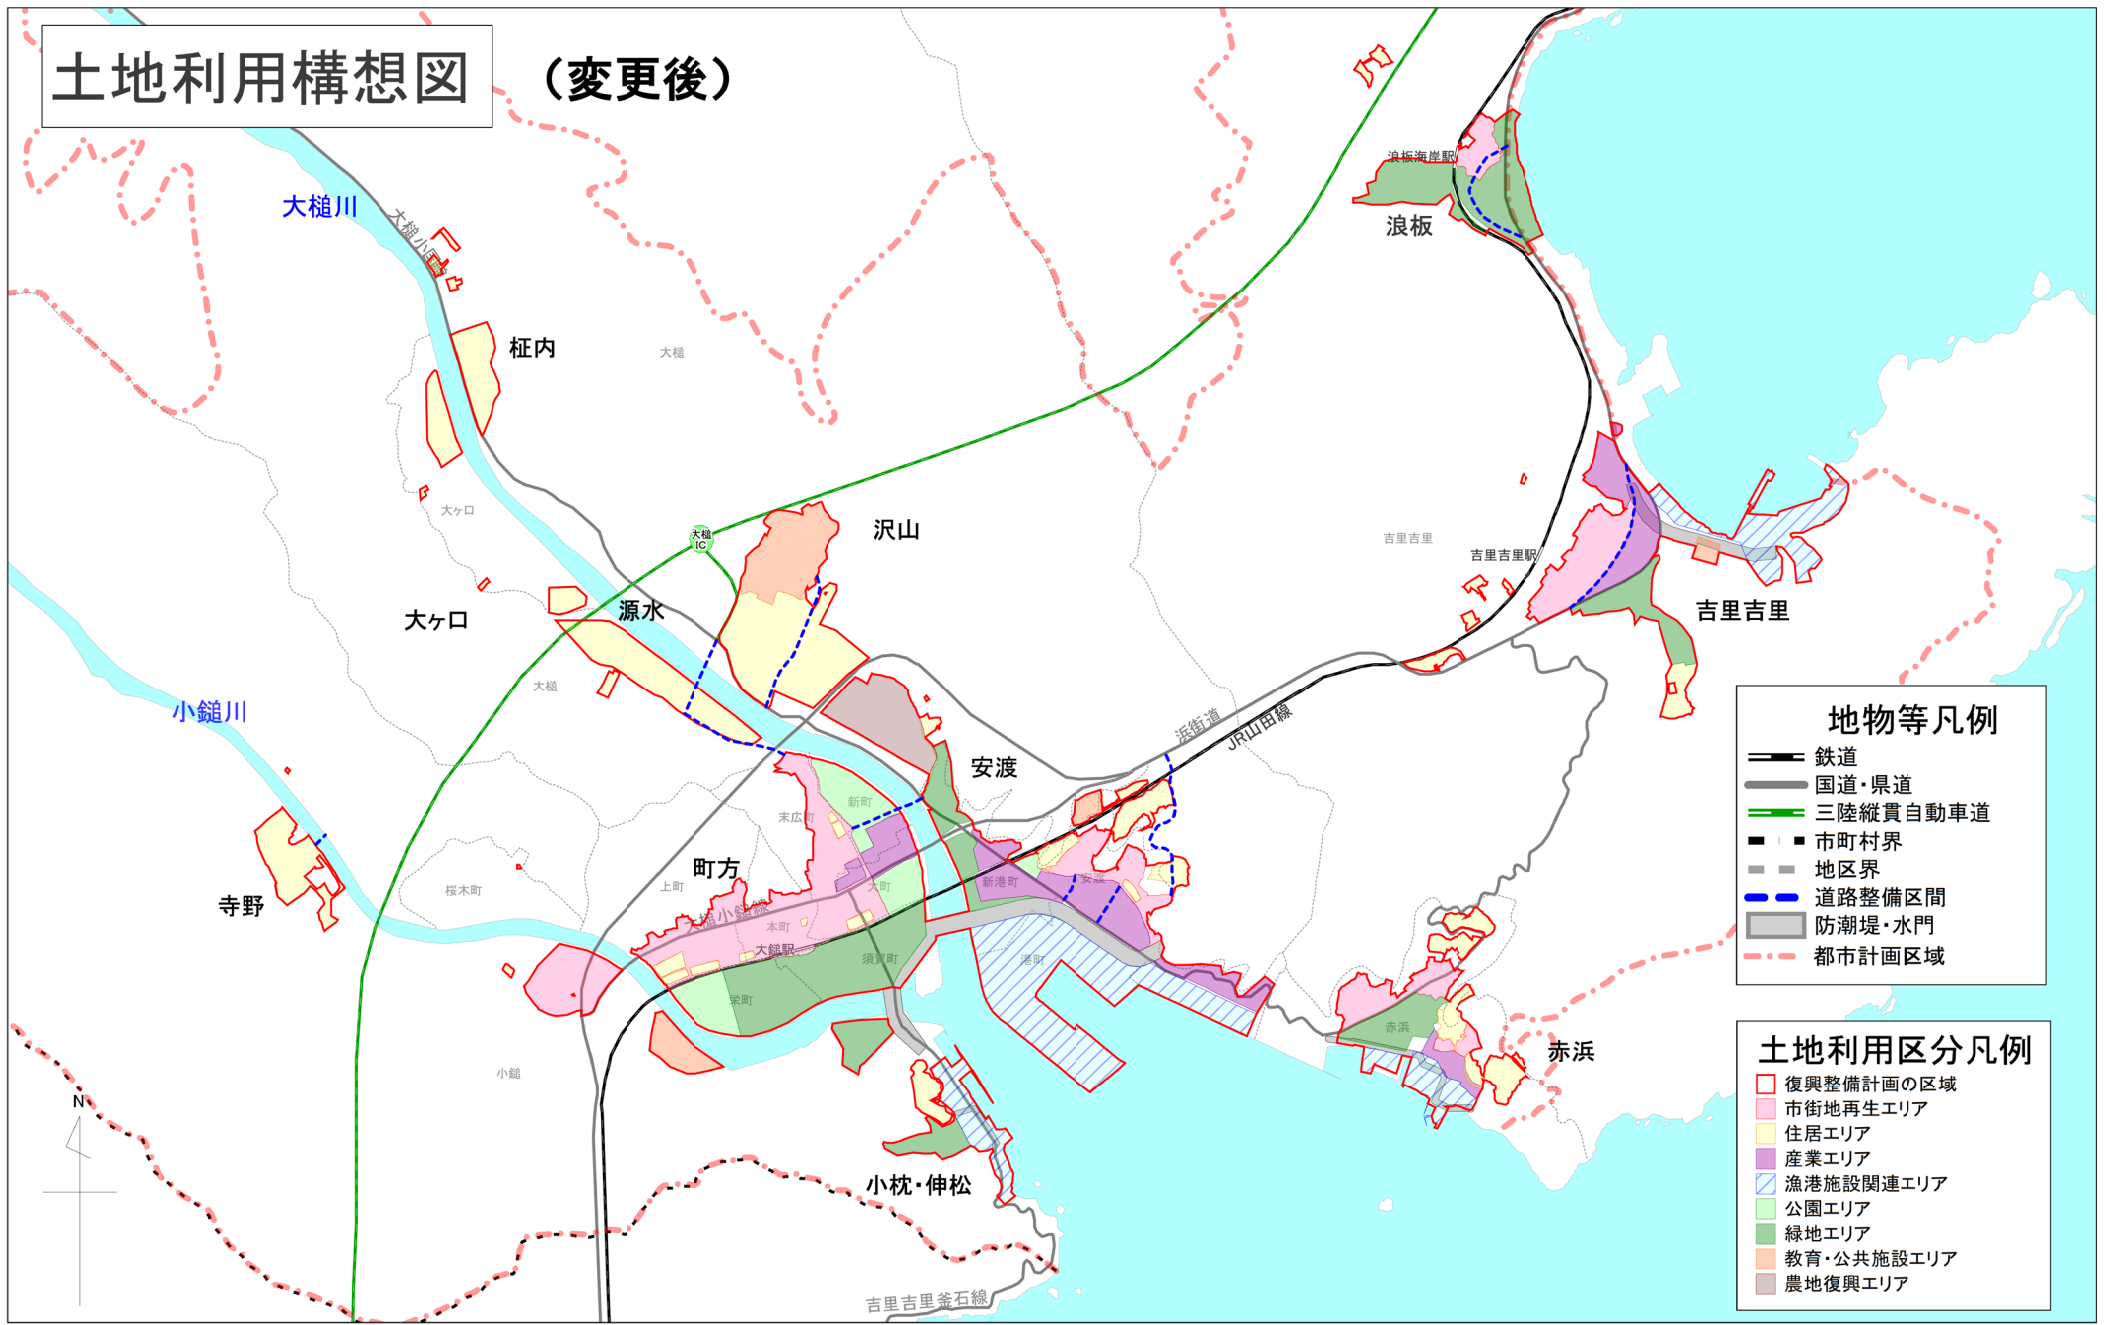 土地利用構想図
（変更後）
浪板海岸駅
浪板
大槌川
大槌小国線
柾内
大槌
大ヶ口
沢山
大槌
IC
吉里吉里
吉里吉里駅
吉里吉里
源水
大ヶ口
大槌
小鎚川
浜街道
JR山田線
安渡
新町
末広町
町方
上町
大町
新港町
安渡
桜木町
寺野
大槌小鎚線
本町
大鎚駅
須賀町
港町
栄町
赤浜
赤浜
小鎚
N
小枕・伸松
吉里吉里釜石線
地物等凡例
鉄道
国道・県道
三陸縦貫自動車道
市町村界
地区界
道路整備区間
防潮堤・水門
都市計画区域
土地利用区分凡例
復興整備計画の区域
市街地再生エリア
住居エリア
産業エリア
漁港施設関連エリア
公園エリア
緑地エリア
教育・公共施設エリア
農地復興エリア